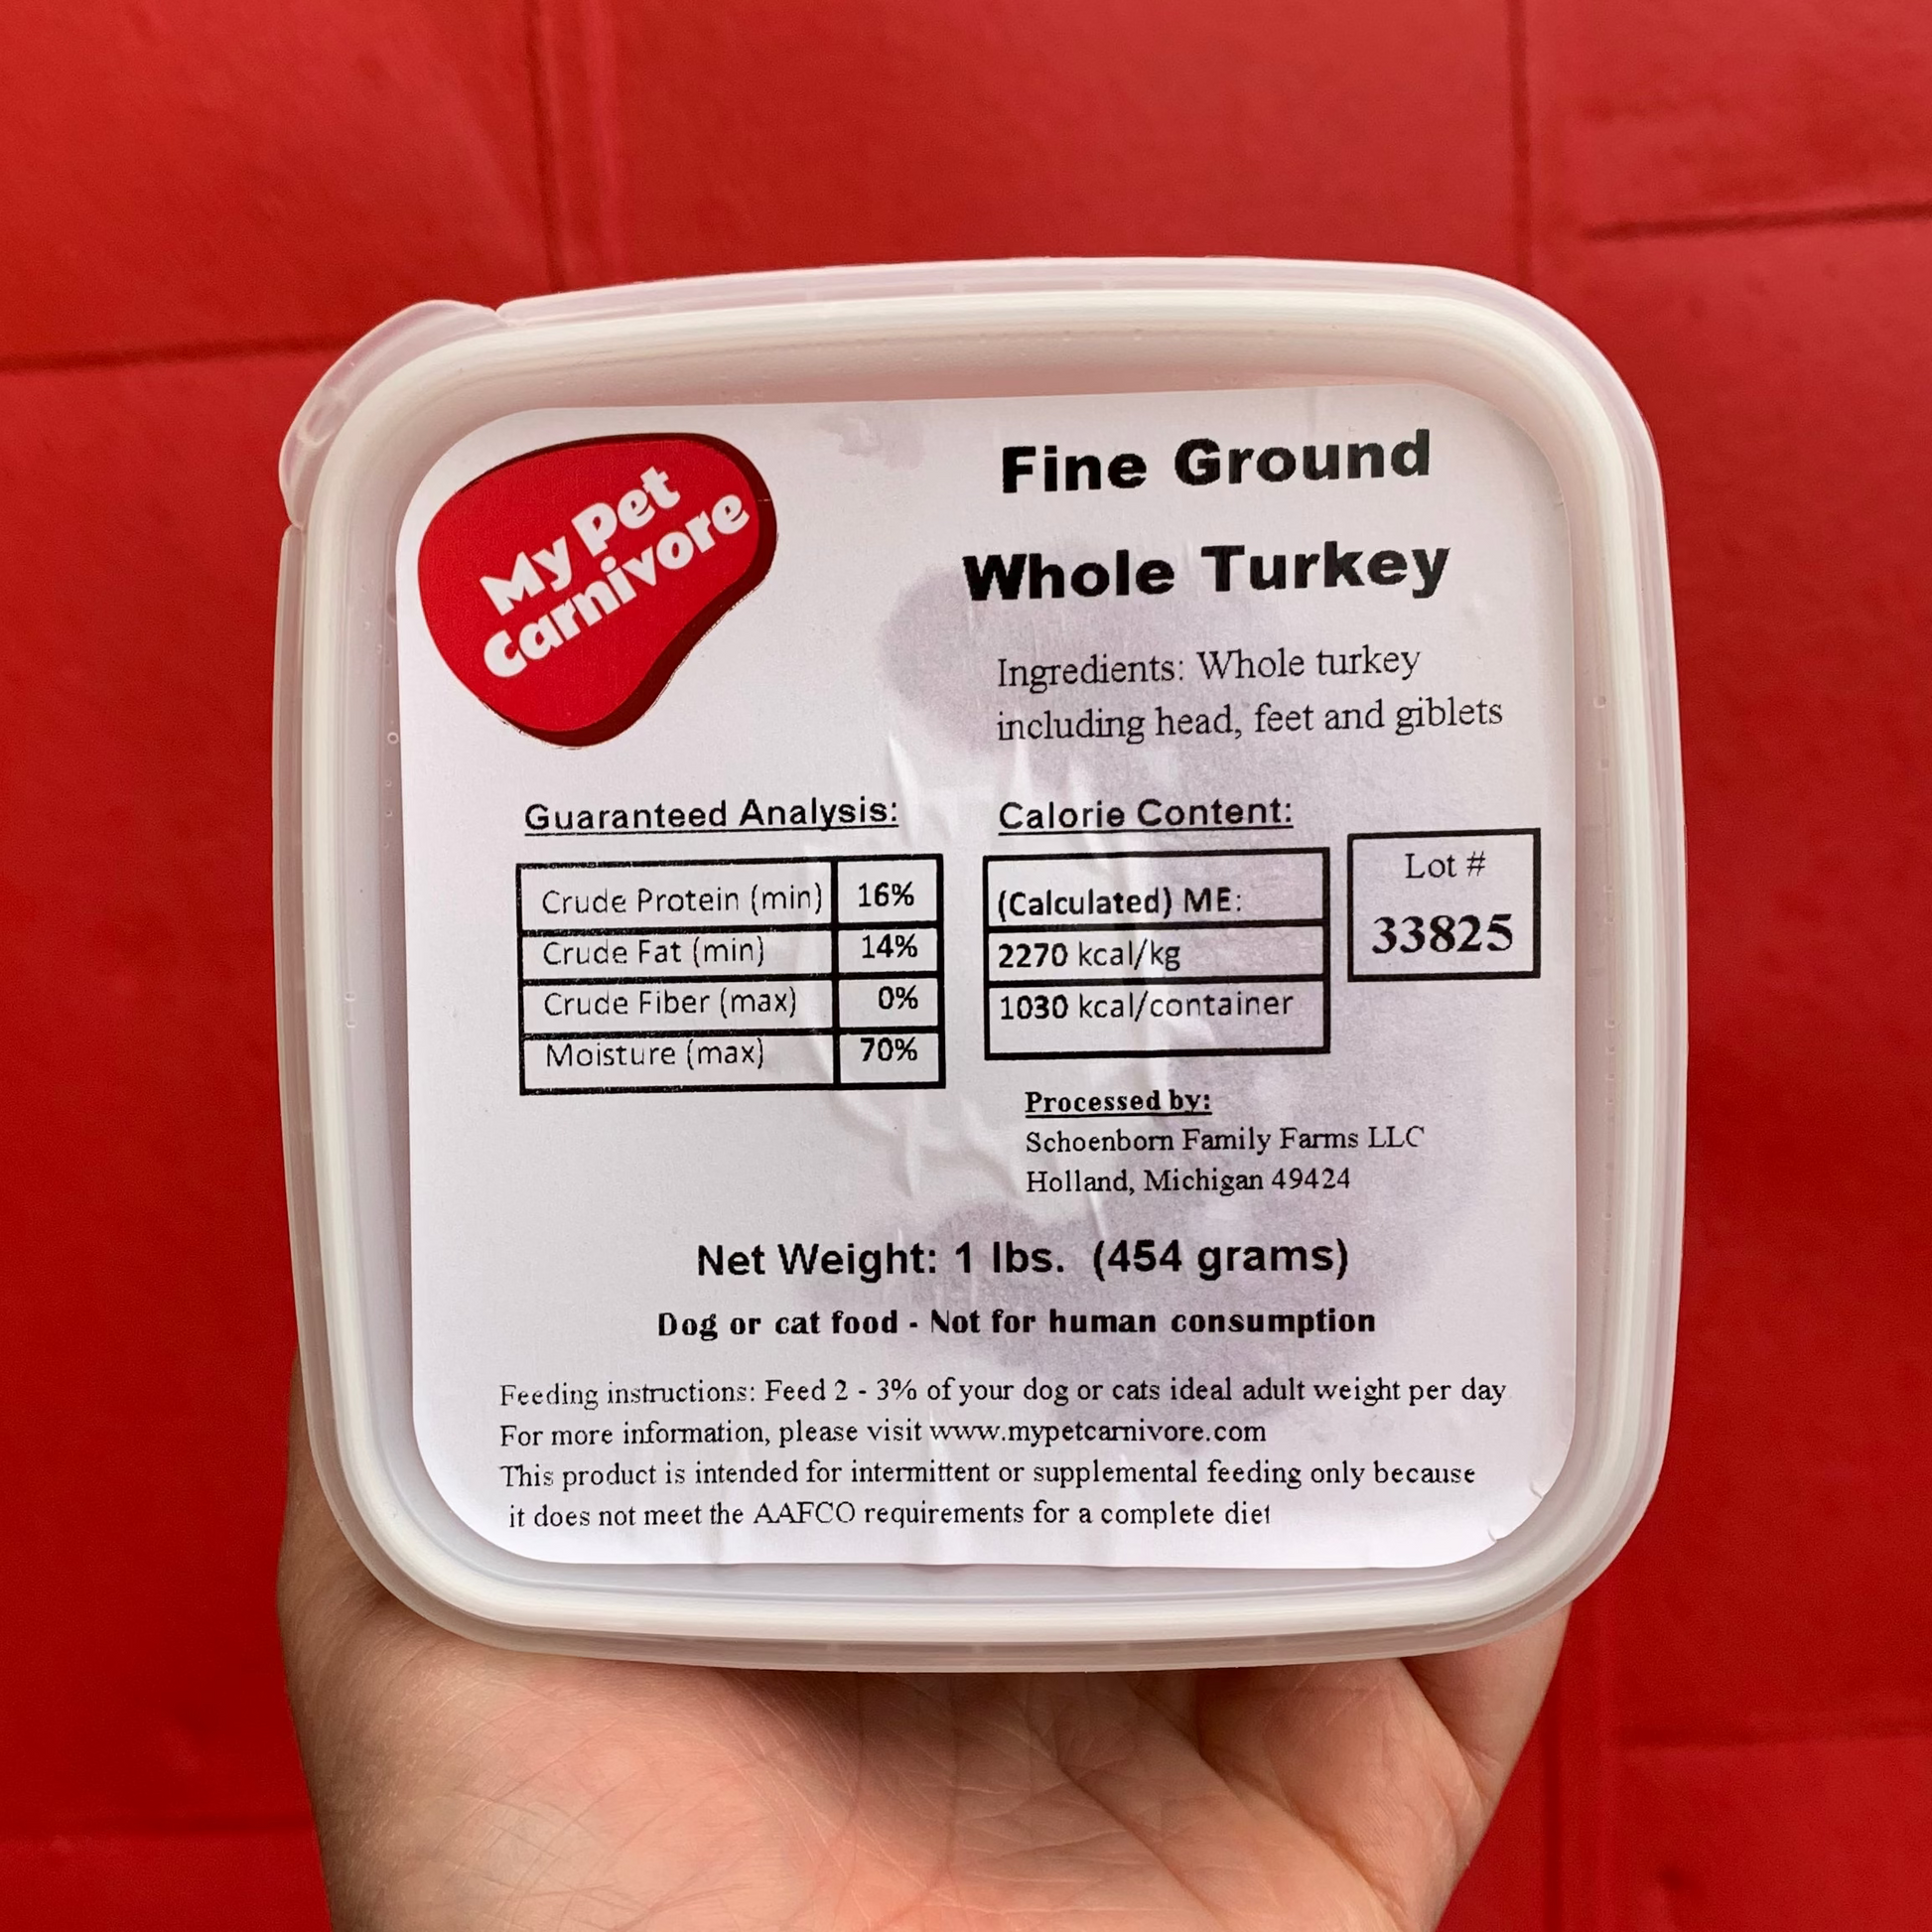 My Pet
Carnivore
Fine Ground
Whole Turkey
Ingredients: Whole turkey
including head, feet and giblets
Guaranteed Analysis:
Crude Protein (min) 16%
Crude Fat (min) 14%
Crude Fiber (max) 0%
Moisture (max) 70%
Calorie Content:
(Calculated) ME:
2270 kcal/kg
1030 kcal/container
Lot #
33825
Processed by:
Schoenborn Family Farms LLC
Holland, Michigan 49424
Net Weight: 1 lbs. (454 grams)
Dog or cat food - Not for human consumption
Feeding instructions: Feed 2 - 3% of your dog or cats ideal adult weight per day
For more information, please visit www.mypetcarnivore.com
This product is intended for intermittent or supplemental feeding only because
it does not meet the AAFCO requirements for a complete diet